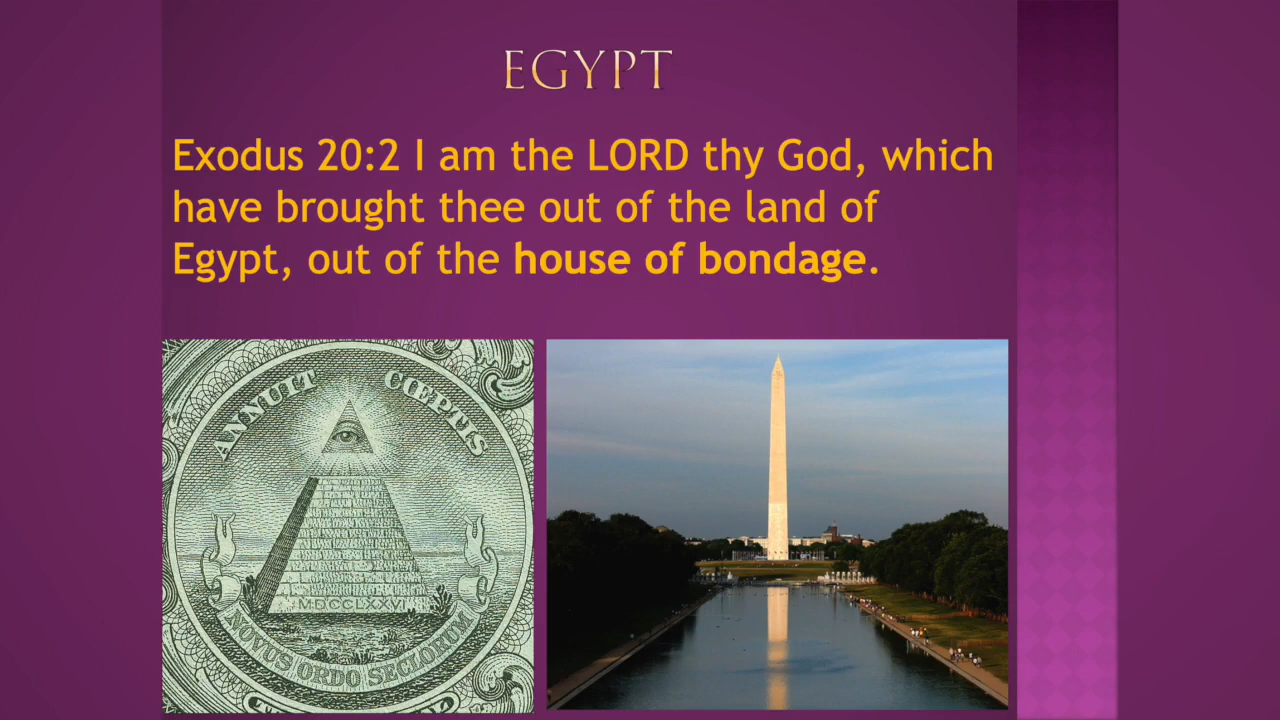 EGYPT
Exodus 20:2 I am the LORD thy God, which
have brought thee out of the land of
Egypt, out of the house of bondage.
ANNUIT CŒPTIS
MDCCLXXVI
NOVUS ORDO SECLORUM